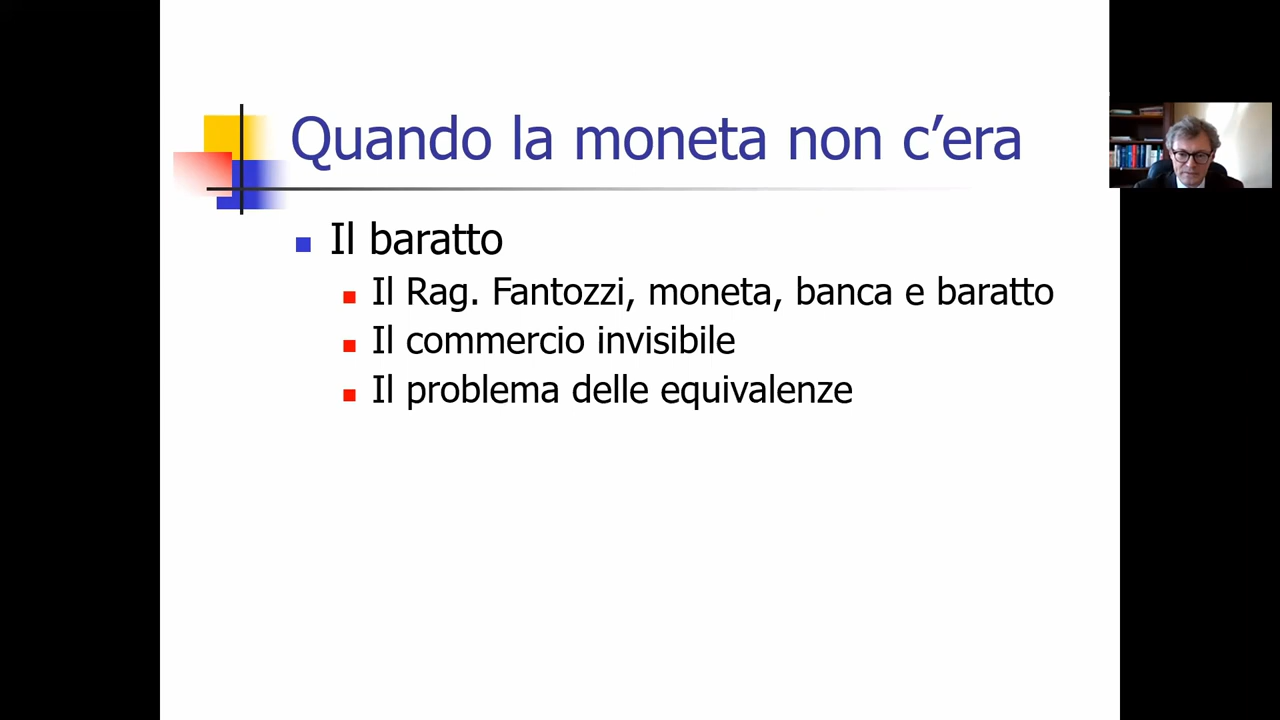 Quando la moneta non c’era
Il baratto
Il Rag. Fantozzi, moneta, banca e baratto
Il commercio invisibile
Il problema delle equivalenze